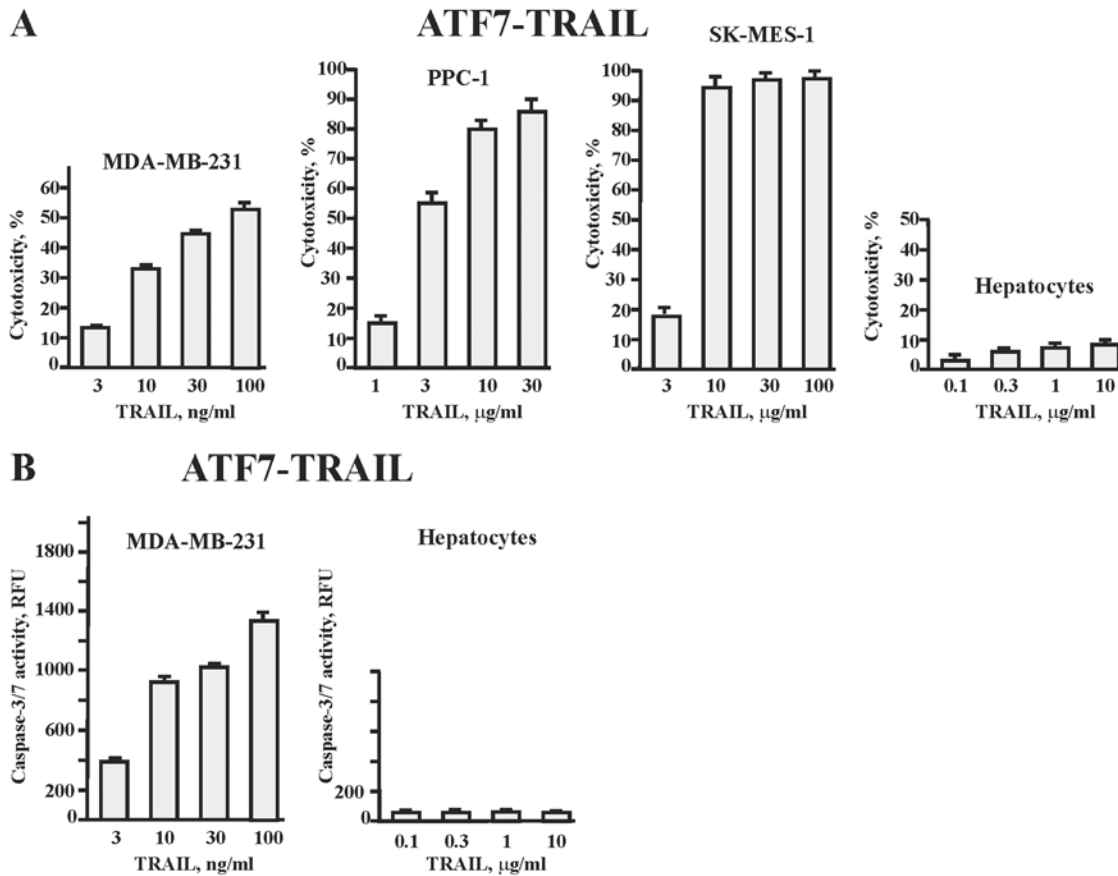 A
ATF7-TRAIL
MDA-MB-231
Cytotoxicity, %
60
50
40
30
20
10
0
3 10 30 100
TRAIL, ng/ml
PPC-1
Cytotoxicity, %
100
90
80
70
60
50
40
30
20
10
0
1 3 10 30
TRAIL, μg/ml
SK-MES-1
Cytotoxicity, %
100
90
80
70
60
50
40
30
20
10
0
3 10 30 100
TRAIL, μg/ml
Hepatocytes
Cytotoxicity, %
50
40
30
20
10
0
0.1 0.3 1 10
TRAIL, μg/ml
B
ATF7-TRAIL
MDA-MB-231
Caspase-3/7 activity, RFU
1800
1400
1000
600
200
0
3 10 30 100
TRAIL, ng/ml
Hepatocytes
Caspase-3/7 activity, RFU
200
0
0.1 0.3 1 10
TRAIL, μg/ml